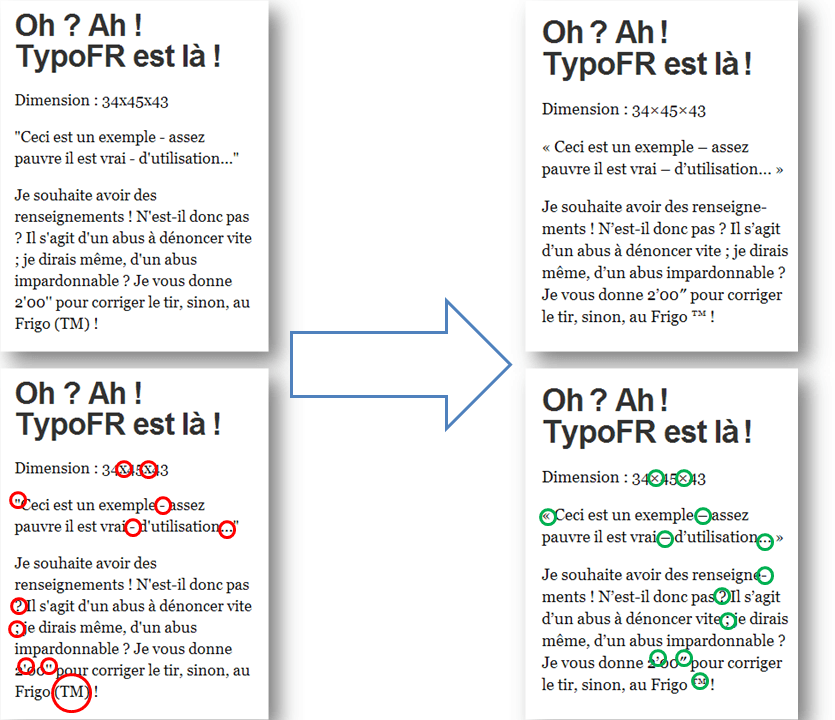 Oh ? Ah !
TypoFR est là !
Dimension : 34x45x43
"Ceci est un exemple - assez
pauvre il est vrai - d'utilisation..."
Je souhaite avoir des
renseignements ! N'est-il donc pas
? Il s'agit d'un abus à dénoncer vite
; je dirais même, d'un abus
impardonnable ? Je vous donne
2'00'' pour corriger le tir, sinon, au
Frigo (TM) !
Oh ? Ah !
TypoFR est là !
Dimension : 34×45×43
« Ceci est un exemple – assez
pauvre il est vrai – d’utilisation… »
Je souhaite avoir des renseigne-
ments ! N’est-il donc pas ? Il s’agit
d’un abus à dénoncer vite ; je dirais
même, d’un abus impardonnable ?
Je vous donne 2’00″ pour corriger
le tir, sinon, au Frigo ™ !
Oh ? Ah !
TypoFR est là !
Dimension : 34x45x43
"Ceci est un exemple - assez
pauvre il est vrai - d'utilisation..."
Je souhaite avoir des
renseignements ! N'est-il donc pas
? Il s'agit d'un abus à dénoncer vite
; je dirais même, d'un abus
impardonnable ? Je vous donne
2'00'' pour corriger le tir, sinon, au
Frigo (TM) !
Oh ? Ah !
TypoFR est là !
Dimension : 34×45×43
« Ceci est un exemple – assez
pauvre il est vrai – d’utilisation… »
Je souhaite avoir des renseigne-
ments ! N’est-il donc pas ? Il s’agit
d’un abus à dénoncer vite ; je dirais
même, d’un abus impardonnable ?
Je vous donne 2’00″ pour corriger
le tir, sinon, au Frigo ™ !